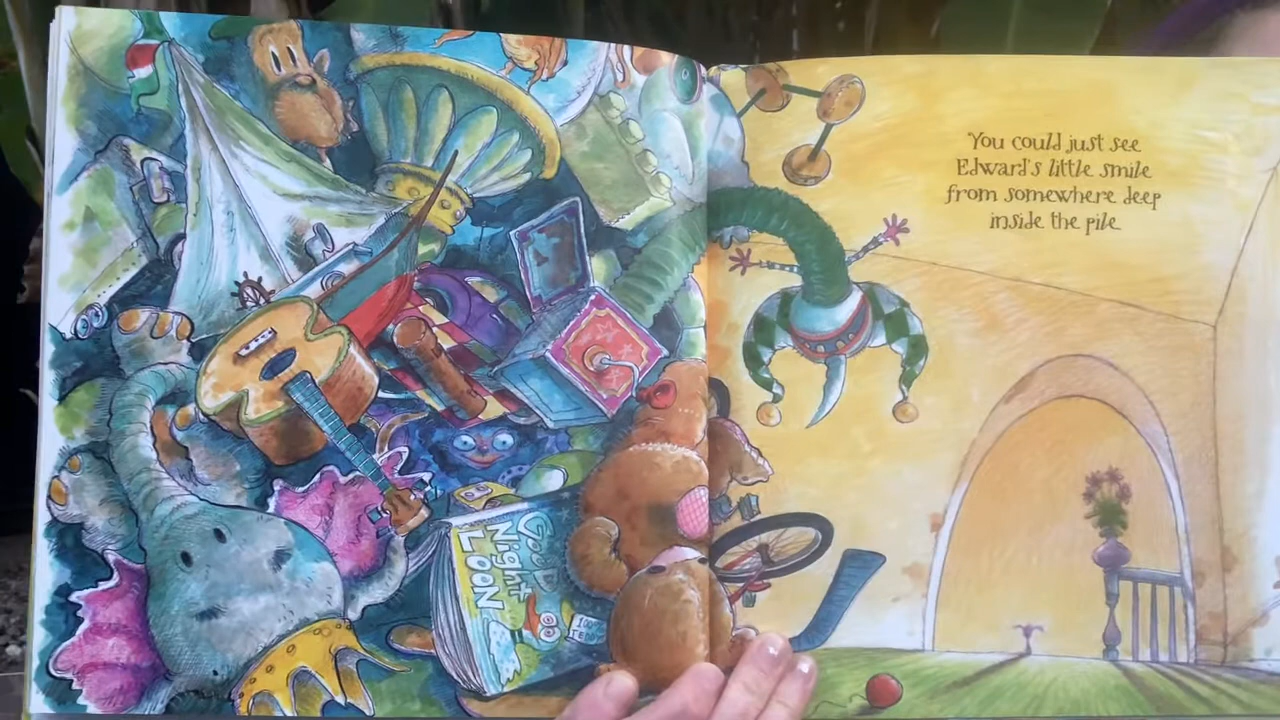 You could just see
Edward's little smile
from somewhere deep
inside the pile
GOOD
Night
LOON